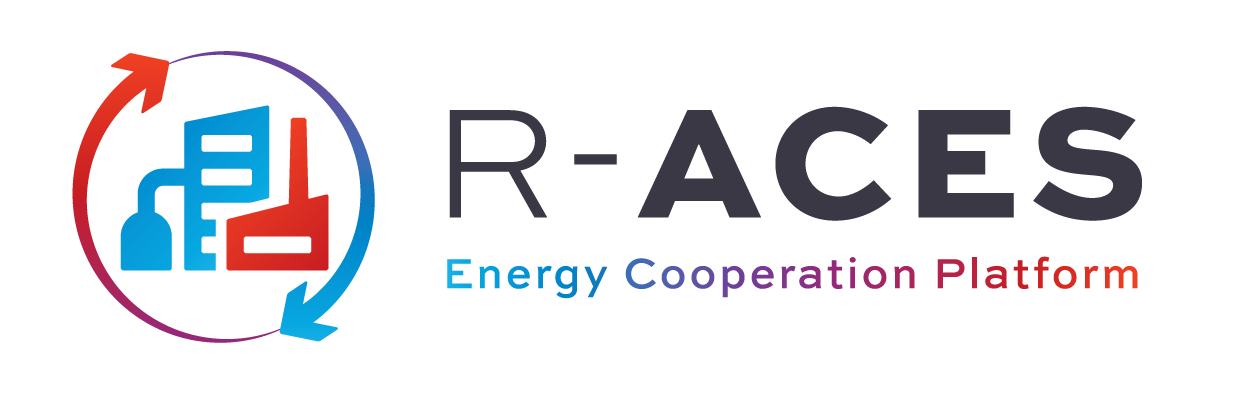 R-ACES
Energy Cooperation Platform